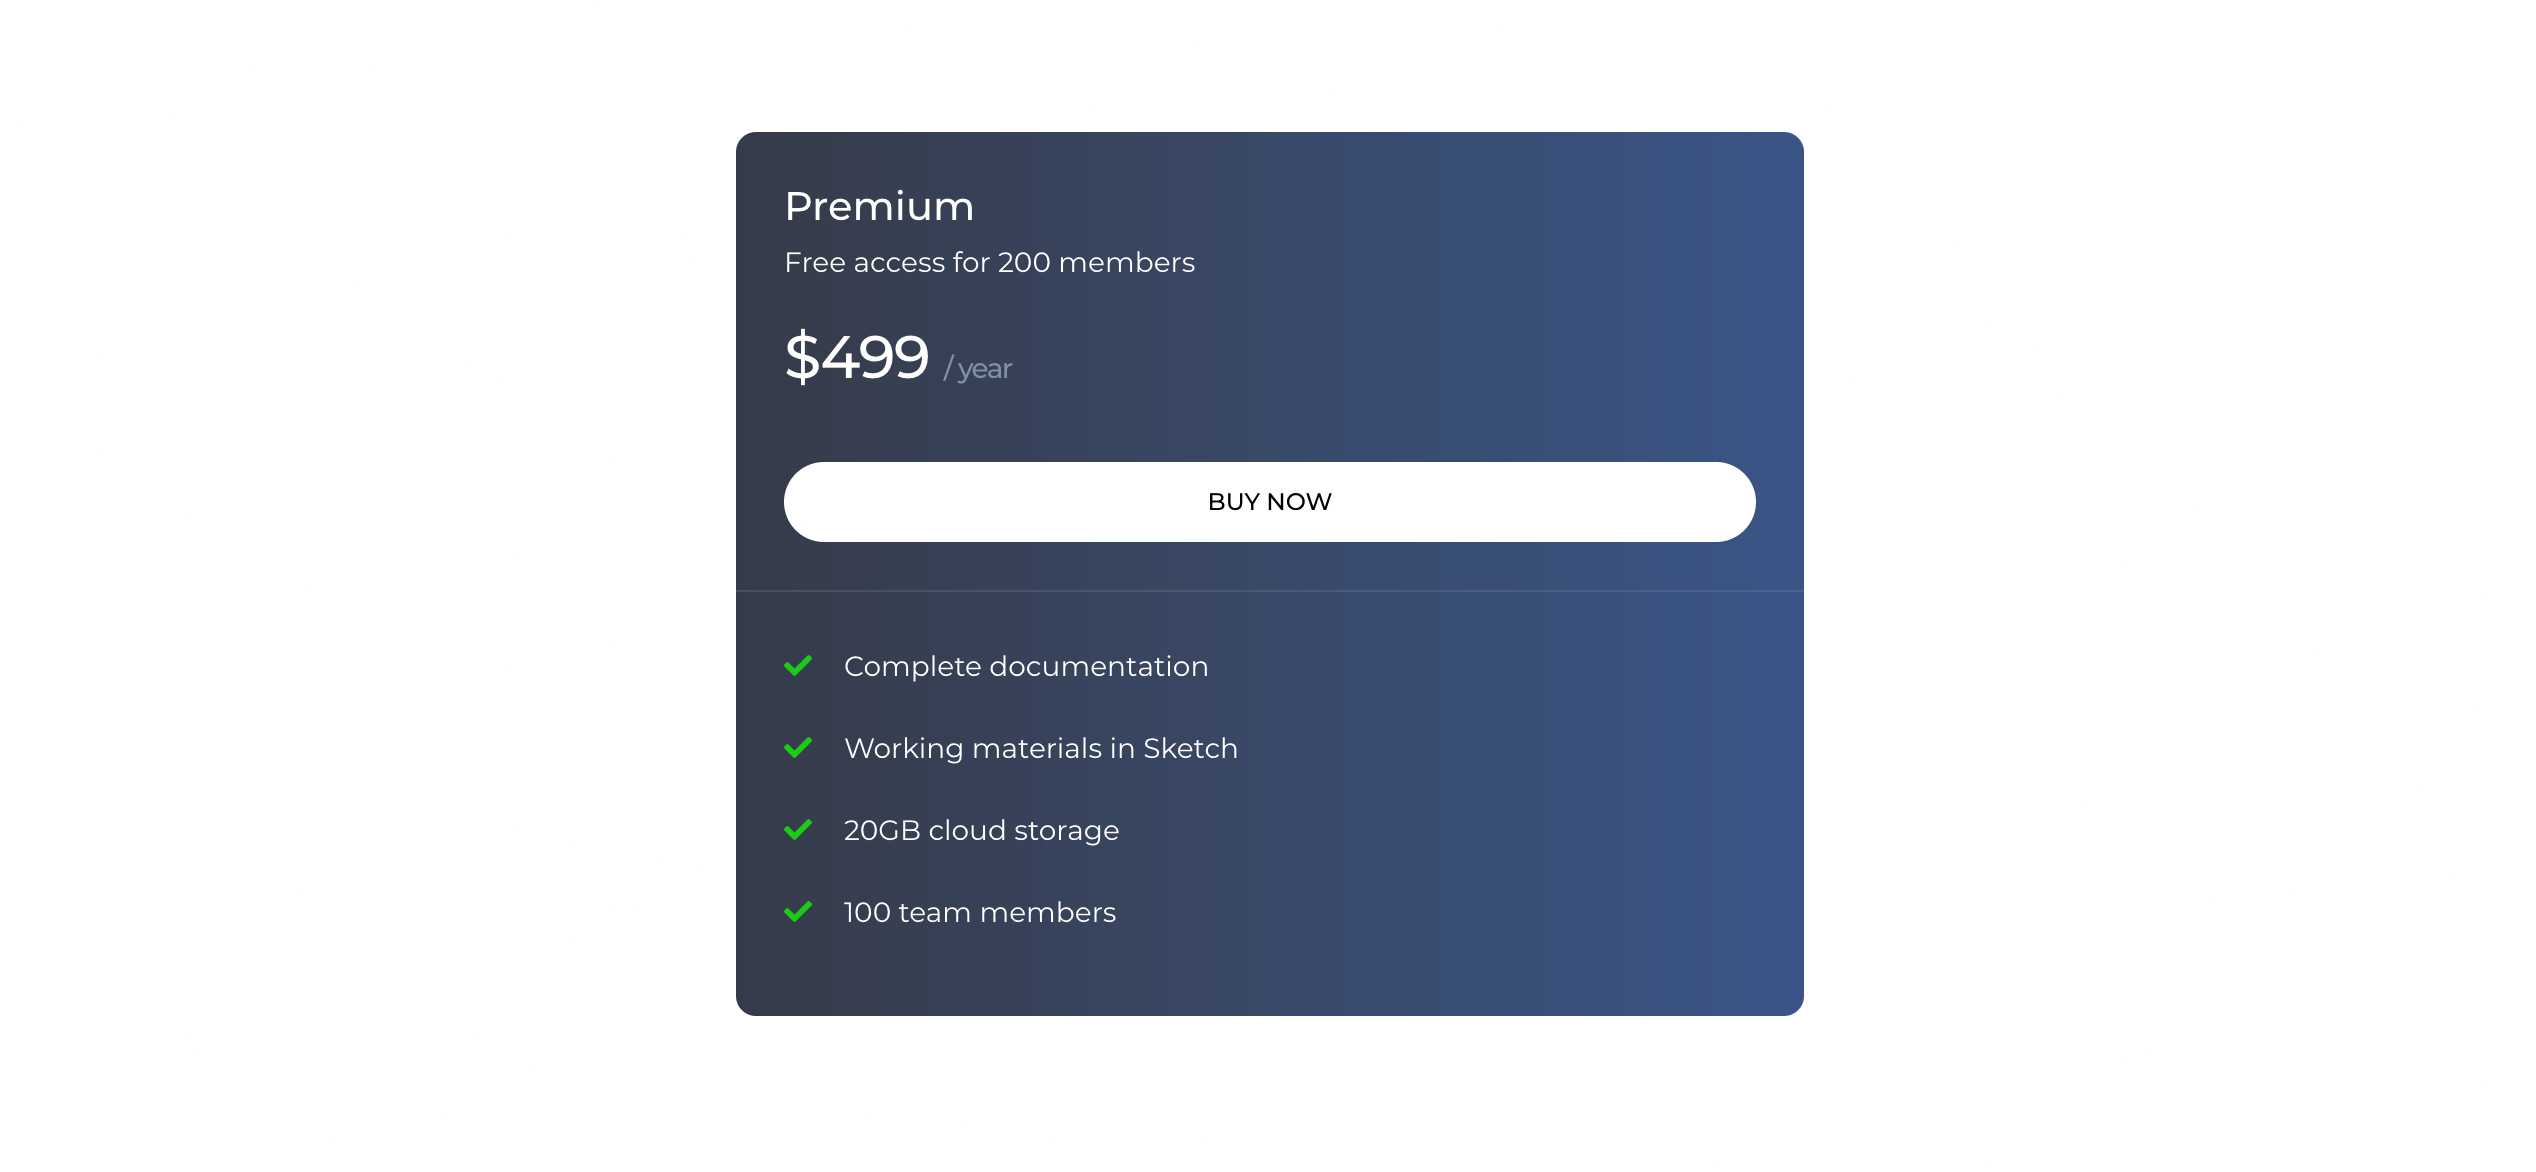 Premium
Free access for 200 members
$499 / year
BUY NOW
Complete documentation
Working materials in Sketch
20GB cloud storage
100 team members